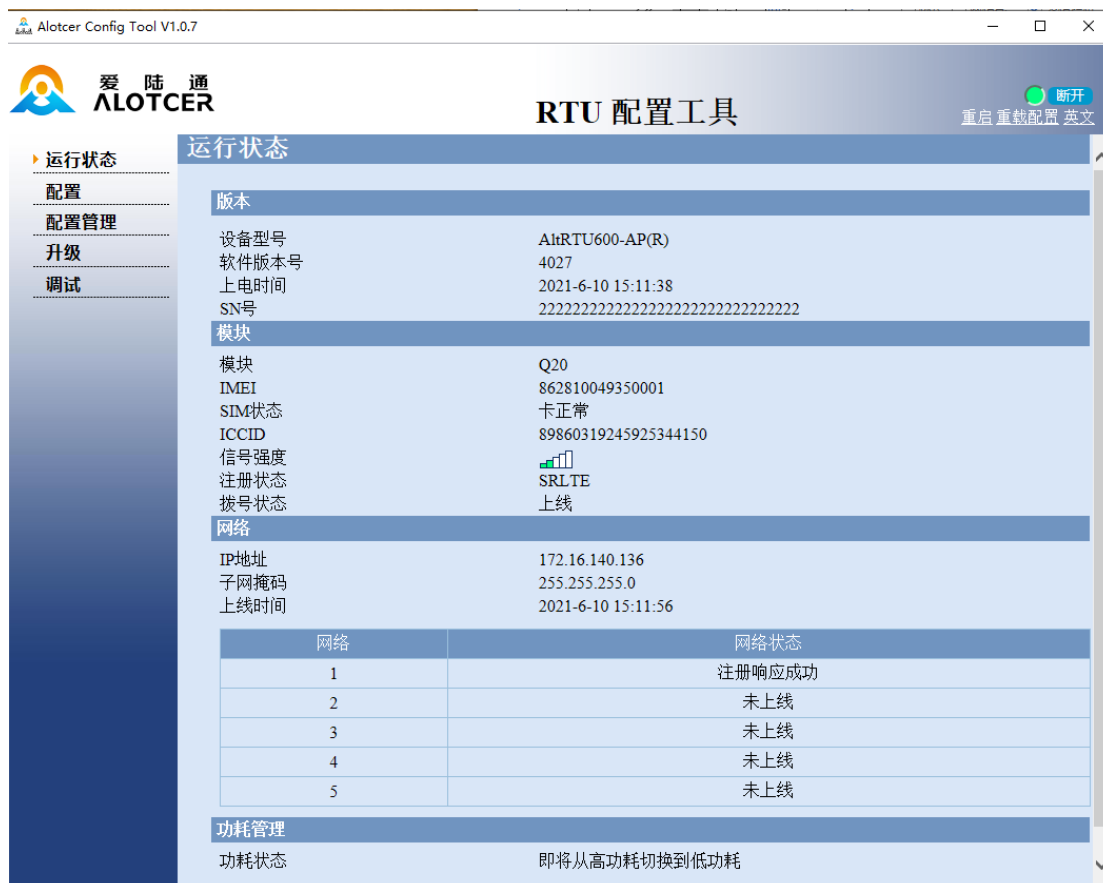 Alotcer Config Tool V1.0.7
爱陆通
ALOTCER
RTU 配置工具
断开
重启 重载配置 英文
运行状态
配置
配置管理
升级
调试
运行状态
版本
设备型号 AltRTU600-AP(R)
软件版本号 4027
上电时间 2021-6-10 15:11:38
SN号 2222222222222222222222222222222
模块
模块 Q20
IMEI 862810049350001
SIM状态 卡正常
ICCID 89860319245925344150
信号强度
注册状态 SRLTE
拨号状态 上线
网络
IP地址 172.16.140.136
子网掩码 255.255.255.0
上线时间 2021-6-10 15:11:56
网络 网络状态
1 注册响应成功
2 未上线
3 未上线
4 未上线
5 未上线
功耗管理
功耗状态 即将从高功耗切换到低功耗